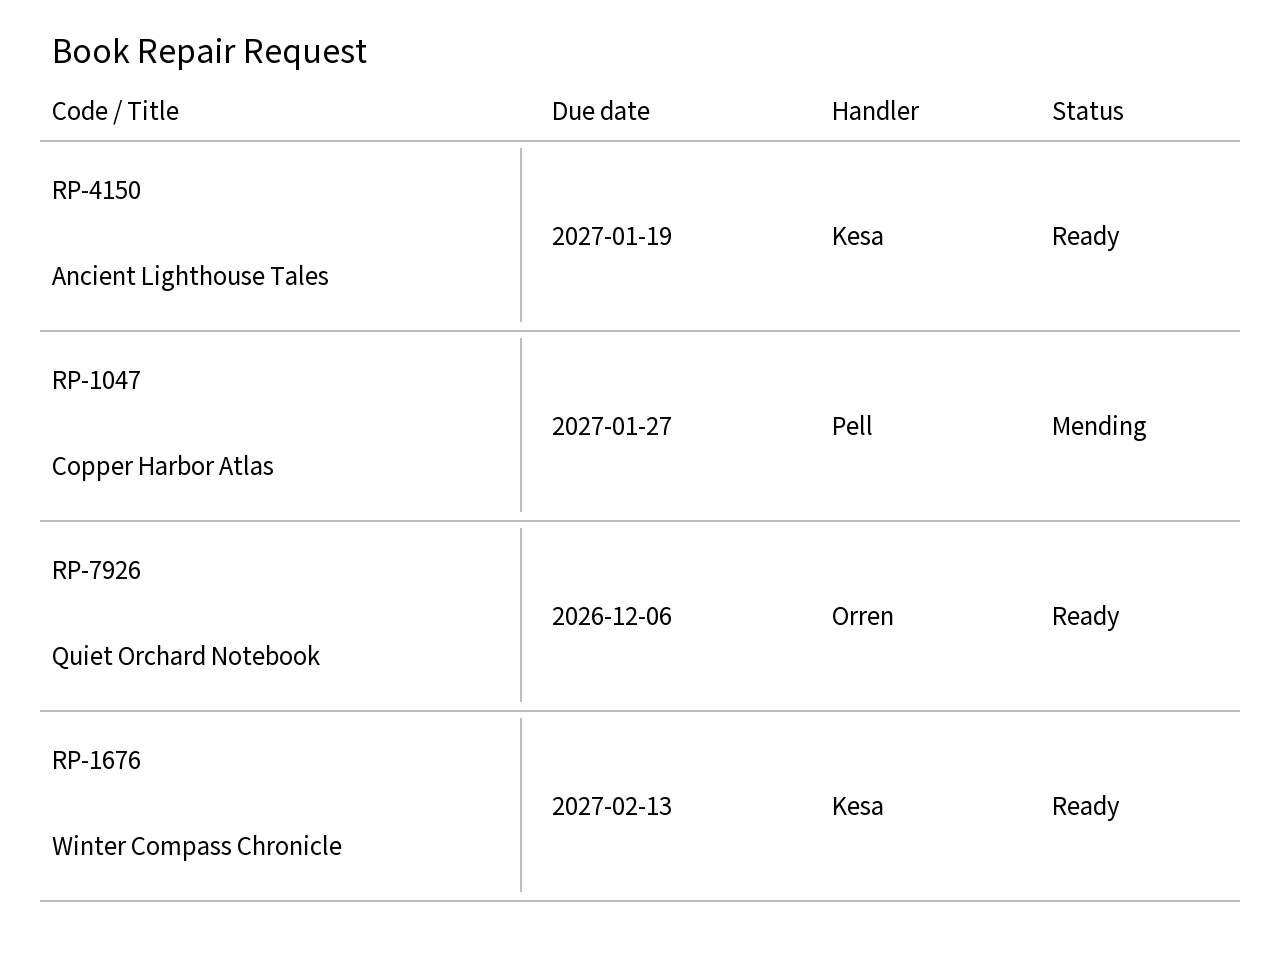 Book Repair Request
Code / Title Due date Handler Status
RP-4150
Ancient Lighthouse Tales
2027-01-19 Kesa Ready
RP-1047
Copper Harbor Atlas
2027-01-27 Pell Mending
RP-7926
Quiet Orchard Notebook
2026-12-06 Orren Ready
RP-1676
Winter Compass Chronicle
2027-02-13 Kesa Ready